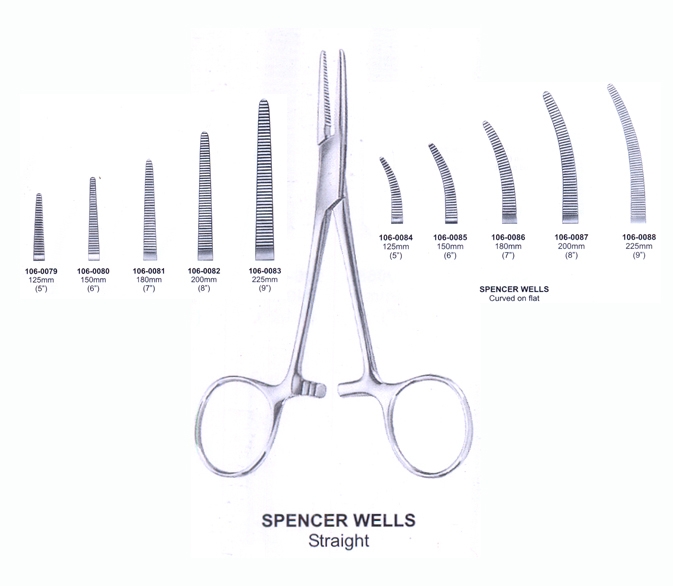 106-0079
125mm
(5")
106-0080
150mm
(6")
106-0081
180mm
(7")
106-0082
200mm
(8")
106-0083
225mm
(9")
106-0084
125mm
(5")
106-0085
150mm
(6")
106-0086
180mm
(7")
106-0087
200mm
(8")
106-0088
225mm
(9")
SPENCER WELLS
Curved on flat
SPENCER WELLS
Straight